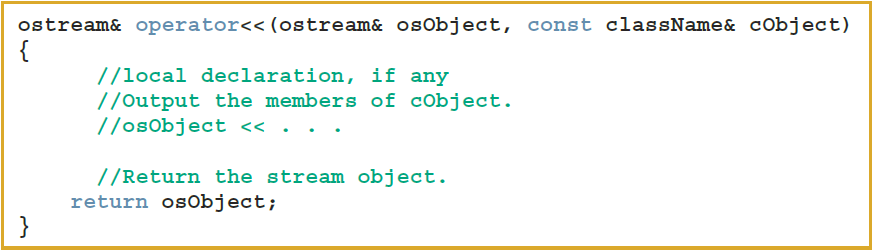 ostream& operator<<(ostream& osObject, const className& cObject)
{
//local declaration, if any
//Output the members of cObject.
//osObject << . . .
//Return the stream object.
return osObject;
}